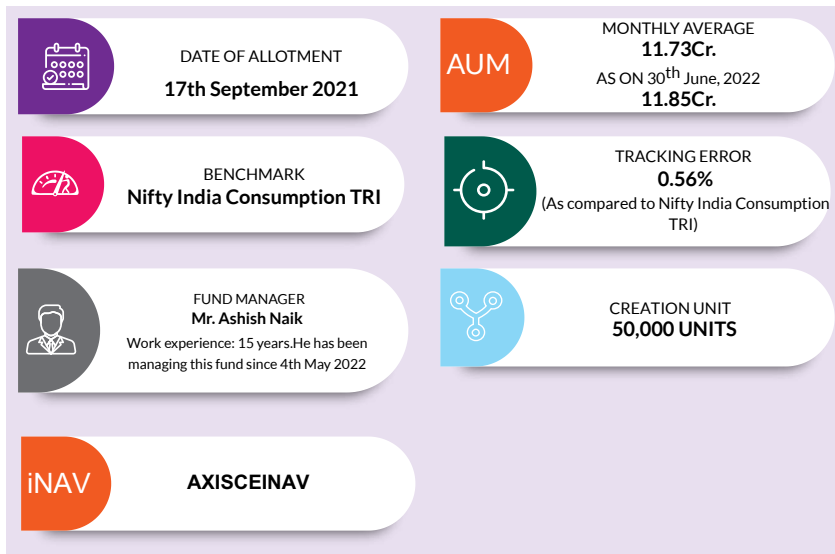 DATE OF ALLOTMENT
17th September 2021
AUM
MONTHLY AVERAGE
11.73Cr.
AS ON 30th June, 2022
11.85Cr.
BENCHMARK
Nifty India Consumption TRI
TRACKING ERROR
0.56%
(As compared to Nifty India Consumption
TRI)
FUND MANAGER
Mr. Ashish Naik
Work experience: 15 years.He has been
managing this fund since 4th May 2022
CREATION UNIT
50,000 UNITS
iNAV
AXISCEINAV